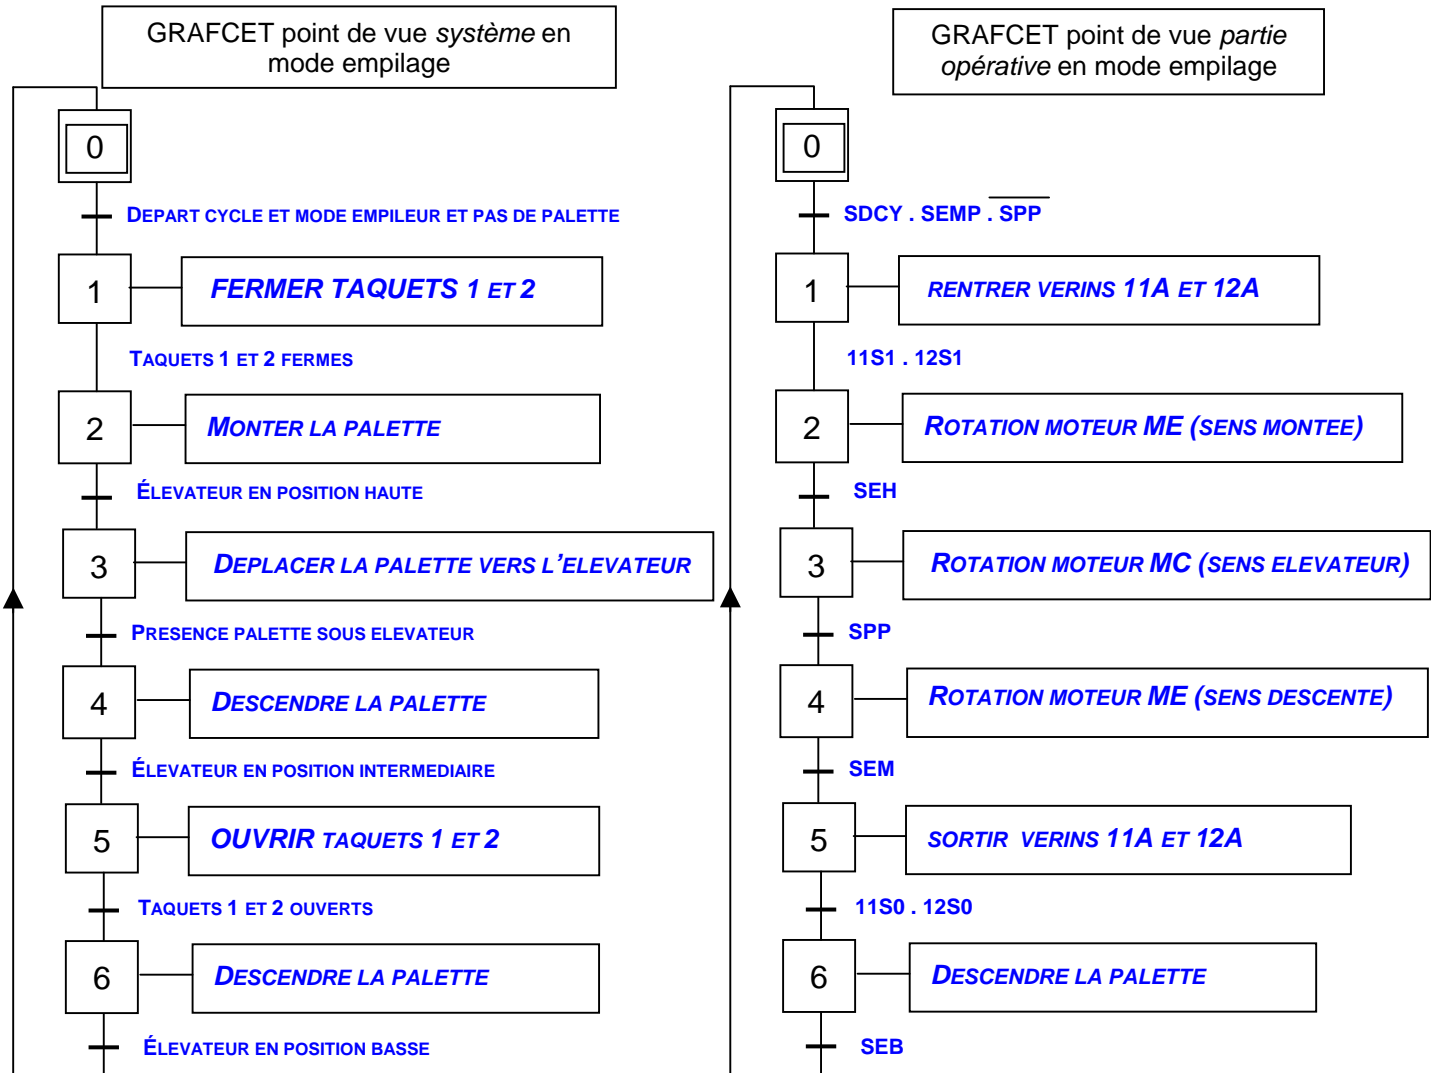 GRAFCET point de vue système en
mode empilage
0
DEPART CYCLE ET MODE EMPILEUR ET PAS DE PALETTE
1
FERMER TAQUETS 1 ET 2
TAQUETS 1 ET 2 FERMES
2
MONTER LA PALETTE
ÉLEVATEUR EN POSITION HAUTE
3
DEPLACER LA PALETTE VERS L'ELEVATEUR
PRESENCE PALETTE SOUS ELEVATEUR
4
DESCENDRE LA PALETTE
ÉLEVATEUR EN POSITION INTERMEDIAIRE
5
OUVRIR TAQUETS 1 ET 2
TAQUETS 1 ET 2 OUVERTS
6
DESCENDRE LA PALETTE
ÉLEVATEUR EN POSITION BASSE
GRAFCET point de vue partie
opérative en mode empilage
0
SDCY . SEMP . S̅P̅P̅
1
RENTRER VERINS 11A ET 12A
11S1 . 12S1
2
ROTATION MOTEUR ME (SENS MONTEE)
SEH
3
ROTATION MOTEUR MC (SENS ELEVATEUR)
SPP
4
ROTATION MOTEUR ME (SENS DESCENTE)
SEM
5
SORTIR VERINS 11A ET 12A
11S0 . 12S0
6
DESCENDRE LA PALETTE
SEB